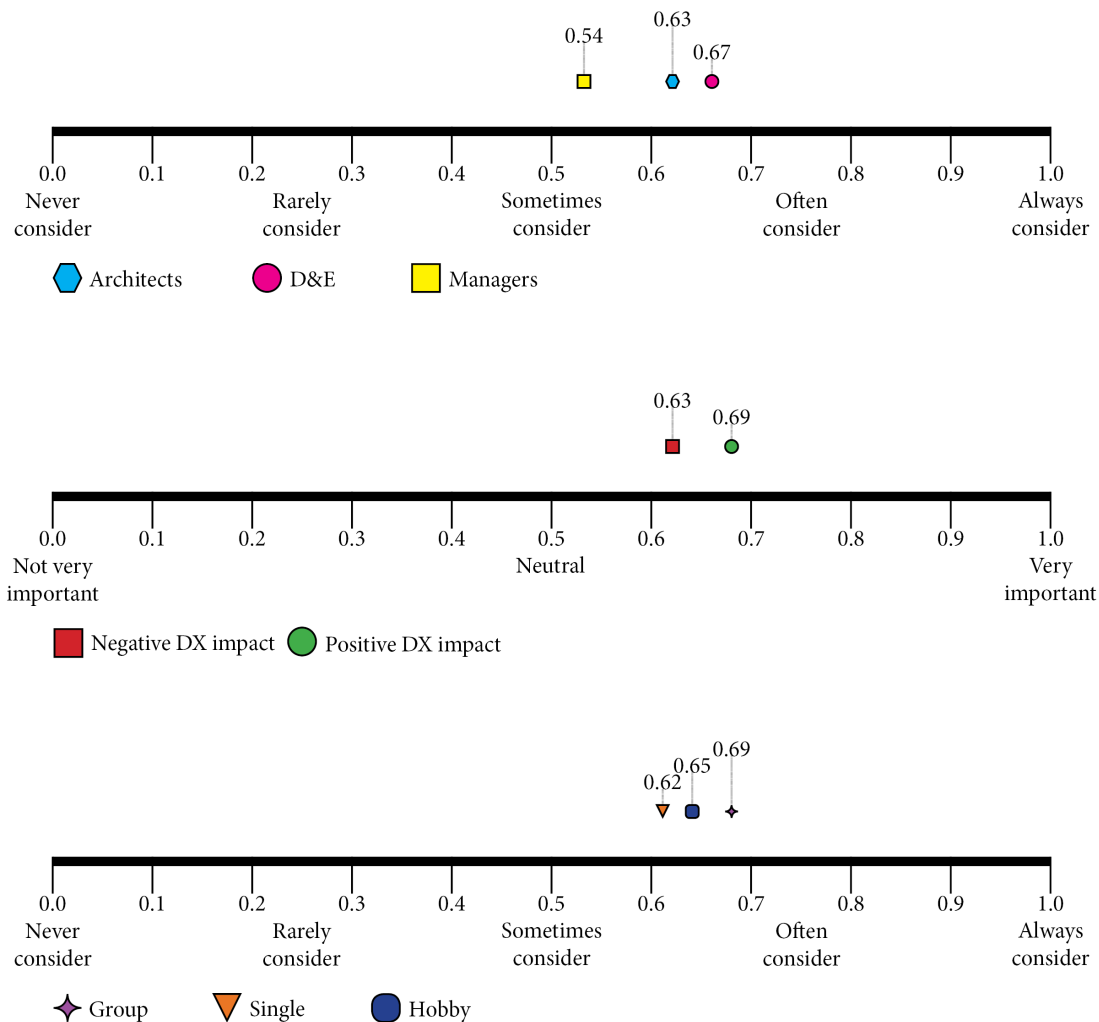 0.63
0.54
0.67
0.0 0.1 0.2 0.3 0.4 0.5 0.6 0.7 0.8 0.9 1.0
Never Rarely Sometimes Often Always
consider consider consider consider consider
Architects D&E Managers
0.63
0.69
0.0 0.1 0.2 0.3 0.4 0.5 0.6 0.7 0.8 0.9 1.0
Not very Neutral Very
important important
Negative DX impact Positive DX impact
0.69
0.65
0.62
0.0 0.1 0.2 0.3 0.4 0.5 0.6 0.7 0.8 0.9 1.0
Never Rarely Sometimes Often Always
consider consider consider consider consider
Group Single Hobby